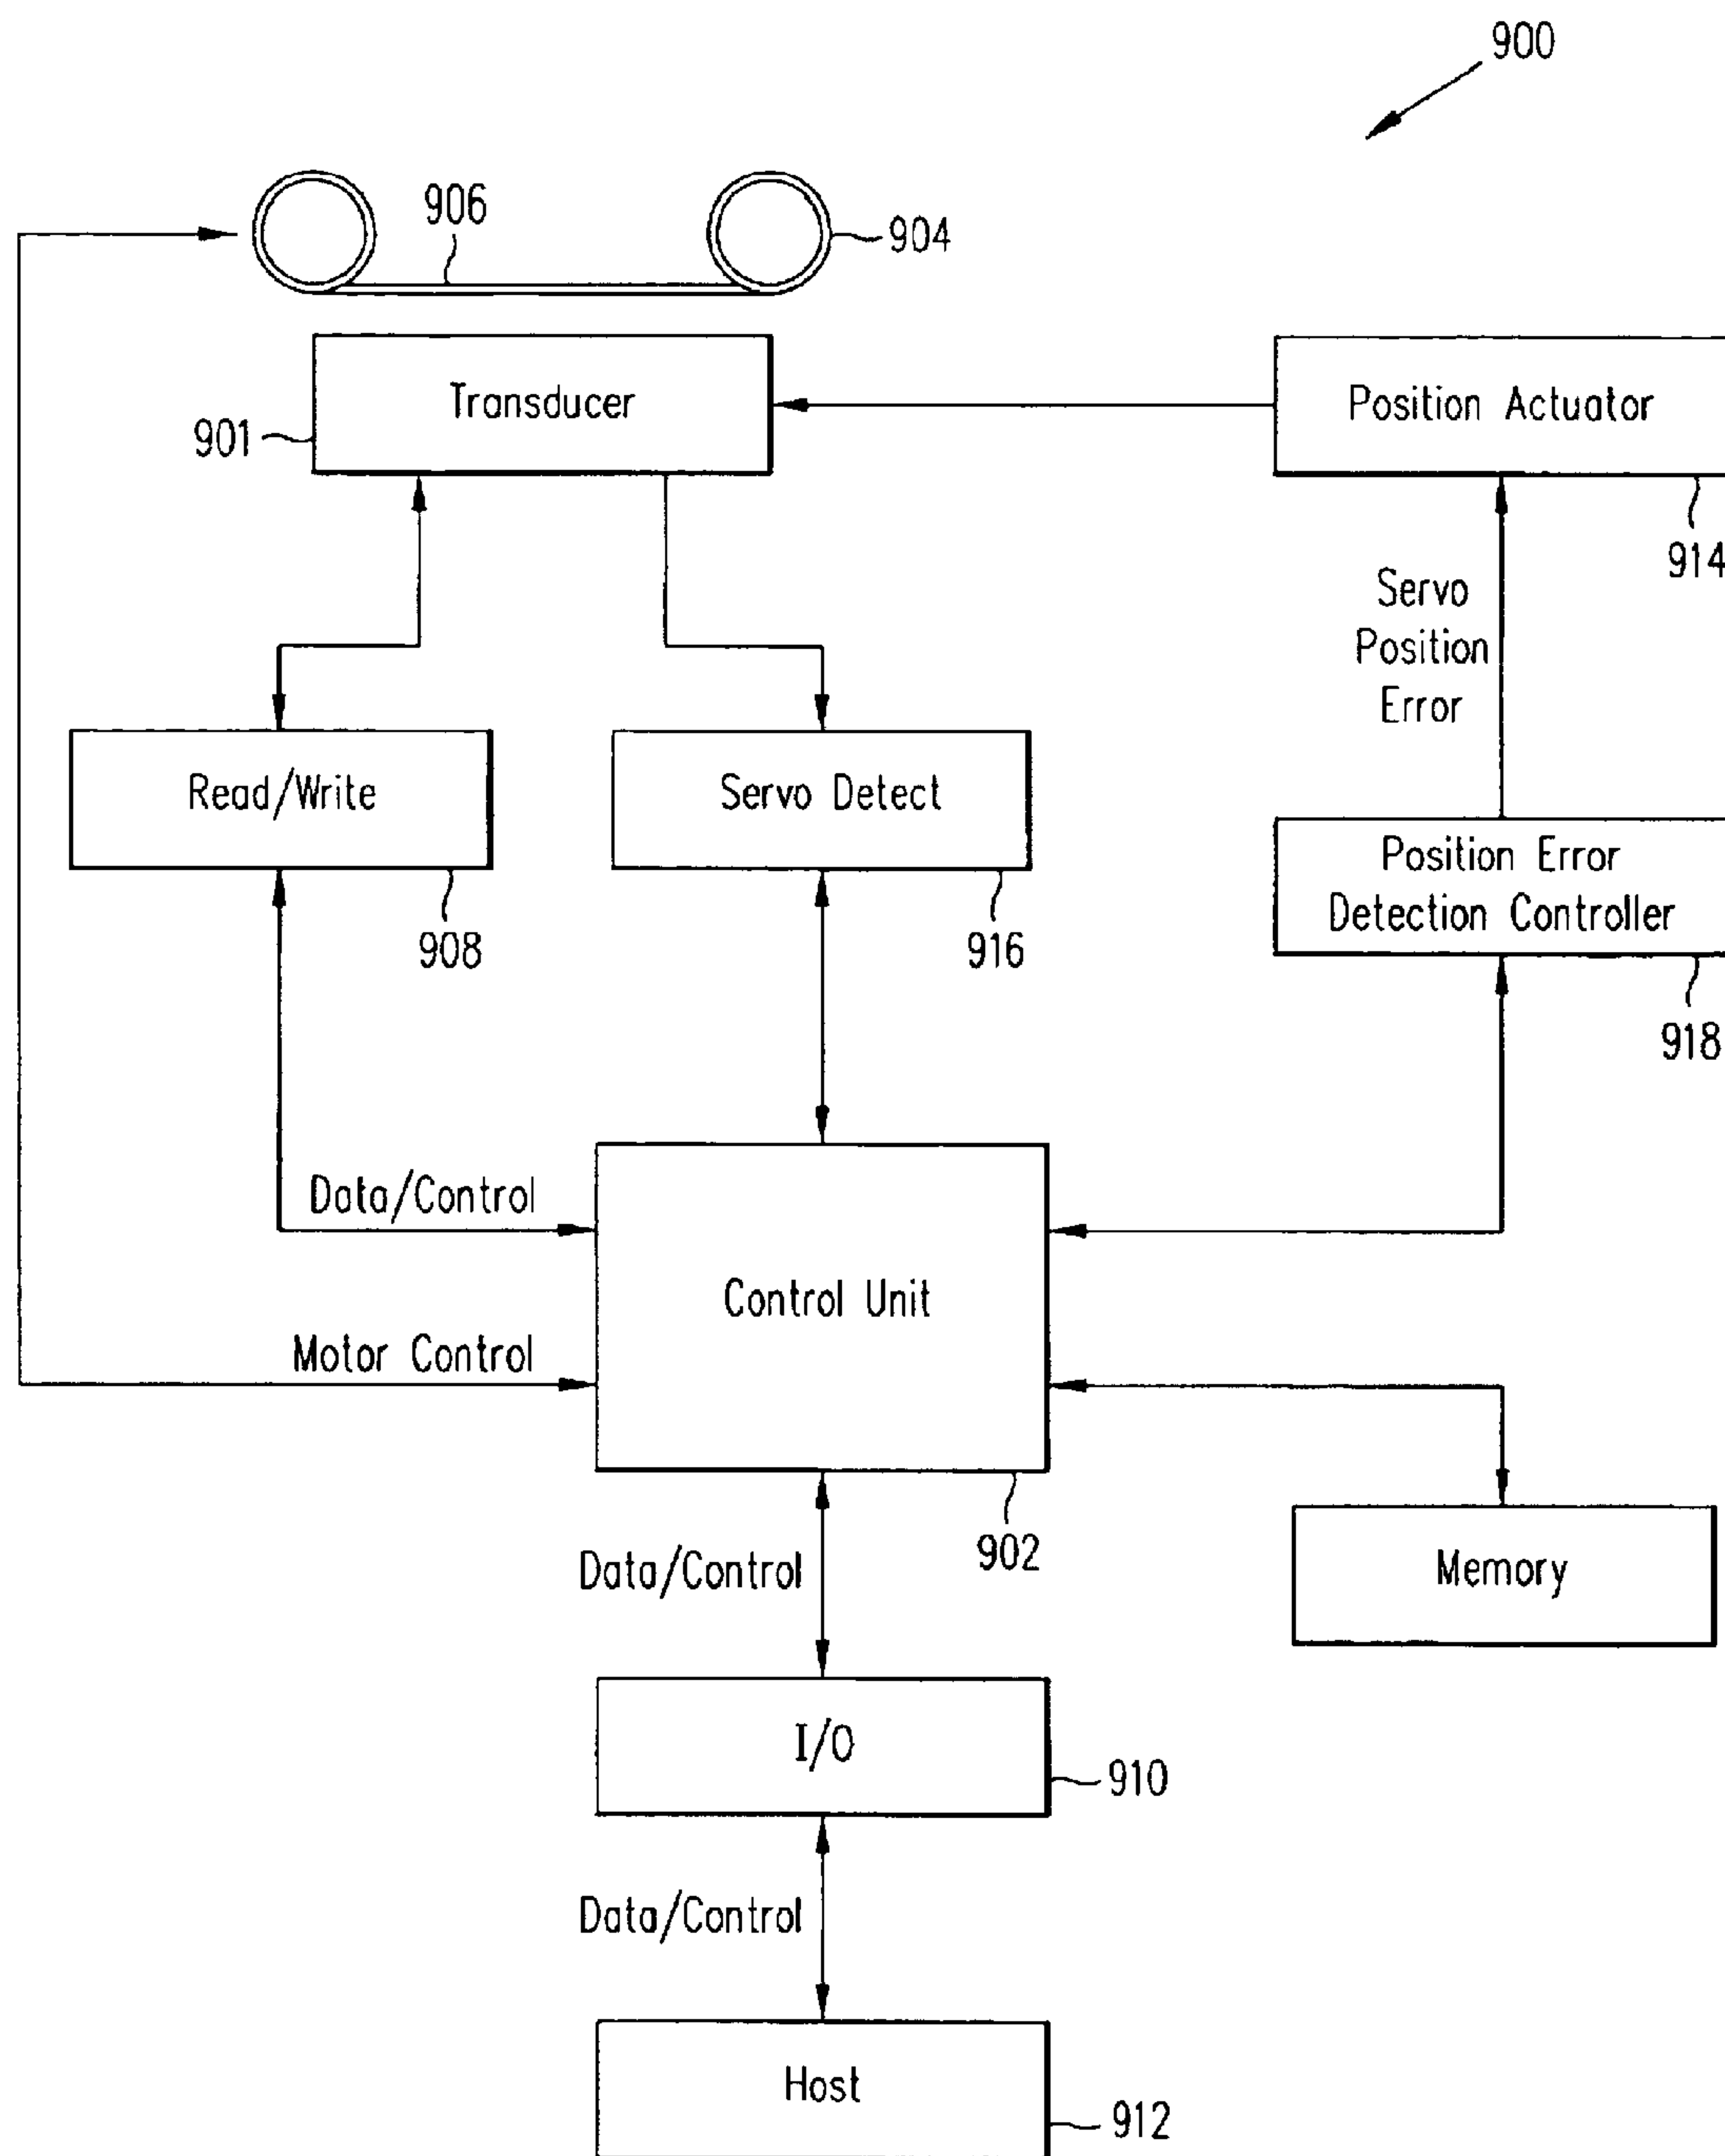 900
906
904
Transducer
901
Position Actuator
914
Servo
Position
Error
Read/Write
908
Servo Detect
916
Position Error
Detection Controller
918
Data/Control
Control Unit
Motor Control
902
Data/Control
Memory
I/O
910
Data/Control
Host
912